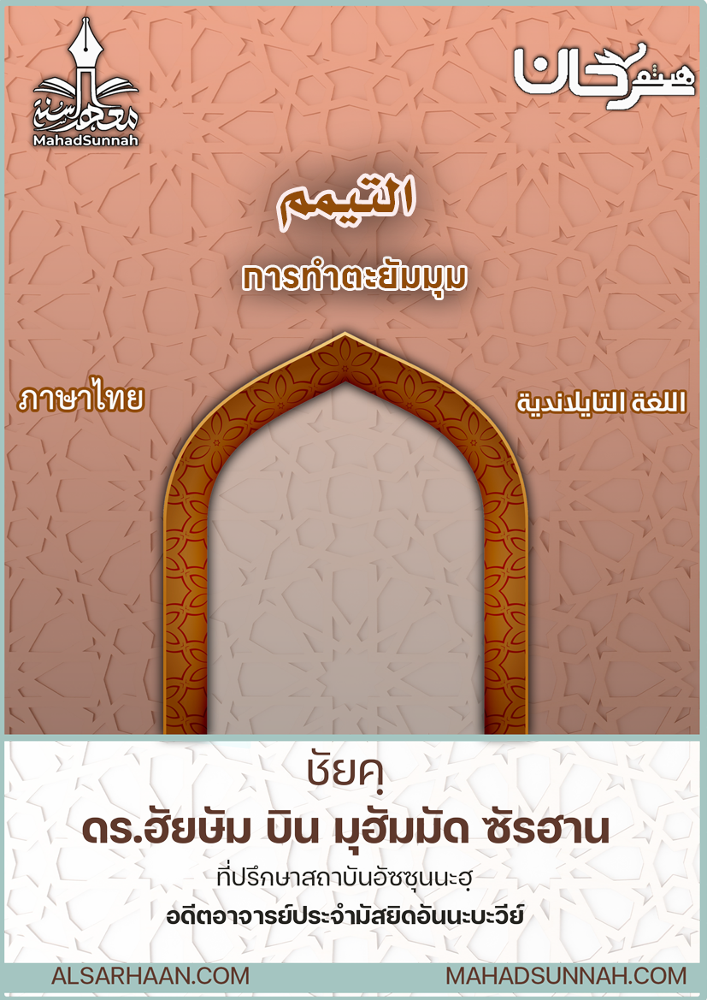 معهد السنة
MahadSunnah
هيثم سرحان
التيمم
การทำตะยัมมุม
ภาษาไทย
اللغة التايلاندية
ชัยคฺ
ดร.ฮัยษัม บิน มุฮัมมัด ซัรฮาน
ที่ปรึกษาสถาบันอัซซุนนะฮฺ
อดีตอาจารย์ประจำมัสยิดอันนะบะวีย์
ALSARHAAN.COM
MAHADSUNNAH.COM